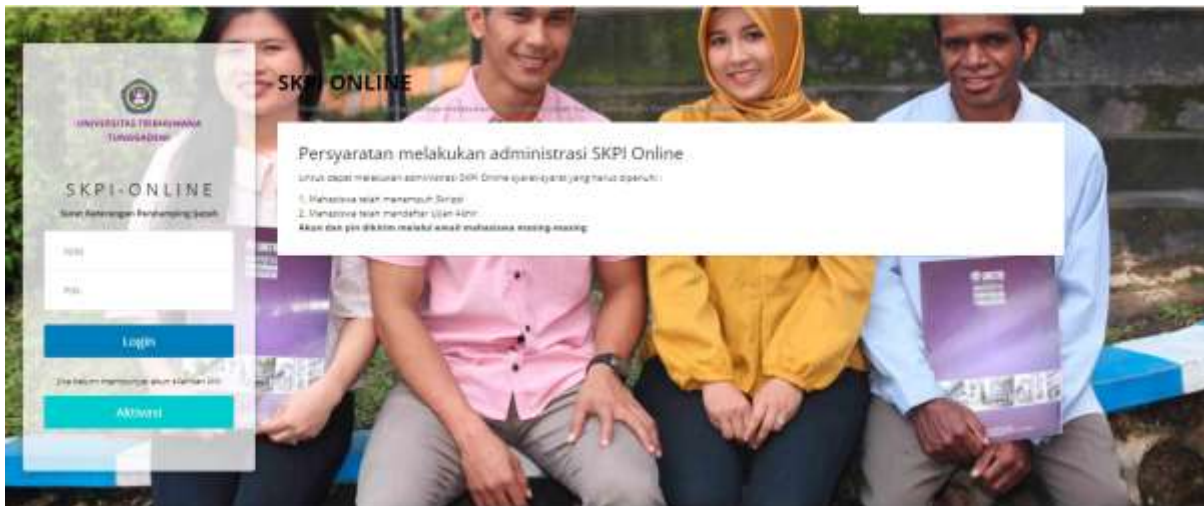 UNIVERSITAS TRIBHUWANA
TUNGGADEWI
SKPI-ONLINE
Surat Keterangan Pendamping Ijazah
NIM
PIN
Login
Jika belum mempunyai akun silahkan klik
Aktivasi
SKPI ONLINE
Persyaratan melakukan administrasi SKPI Online
Untuk dapat melakukan administrasi SKPI Online syarat-syarat yang harus dipenuhi :
1. Mahasiswa telah menempuh Skripsi
2. Mahasiswa telah mendaftar Ujian Akhir
Akun dan pin dikirim melalui email mahasiswa masing-masing